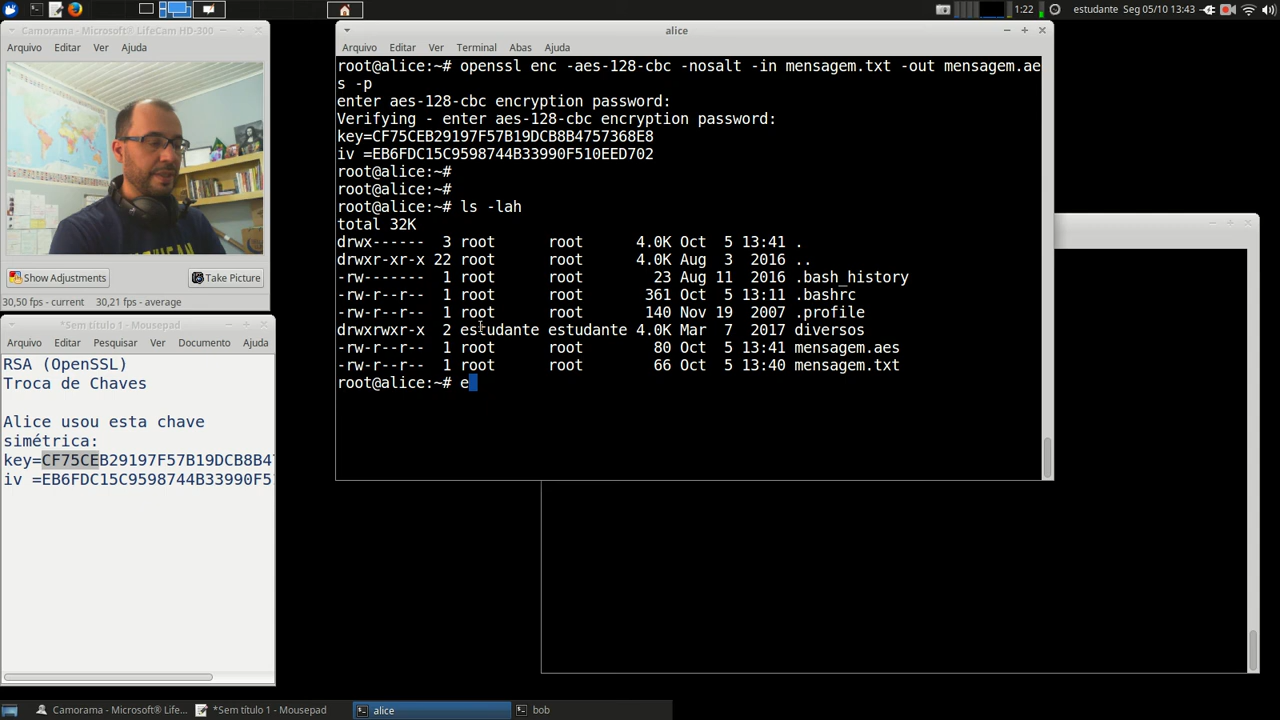 1:22
estudante Seg 05/10 13:43
Camorama - Microsoft® LifeCam HD-300
Arquivo Editar Ver Ajuda
Show Adjustments
Take Picture
30,50 fps - current 30,21 fps - average
*Sem título 1 - Mousepad
Arquivo Editar Pesquisar Ver Documento Ajuda
RSA (OpenSSL)
Troca de Chaves
Alice usou esta chave
simétrica:
key=CF75CEB29197F57B19DCB8B47
iv =EB6FDC15C9598744B33990F51
alice
Arquivo Editar Ver Terminal Abas Ajuda
root@alice:~# openssl enc -aes-128-cbc -nosalt -in mensagem.txt -out mensagem.ae
s -p
enter aes-128-cbc encryption password:
Verifying - enter aes-128-cbc encryption password:
key=CF75CEB29197F57B19DCB8B4757368E8
iv =EB6FDC15C9598744B33990F510EED702
root@alice:~#
root@alice:~#
root@alice:~# ls -lah
total 32K
drwx------ 3 root root 4.0K Oct 5 13:41 .
drwxr-xr-x 22 root root 4.0K Aug 3 2016 ..
-rw------- 1 root root 23 Aug 11 2016 .bash_history
-rw-r--r-- 1 root root 361 Oct 5 13:11 .bashrc
-rw-r--r-- 1 root root 140 Nov 19 2007 .profile
drwxrwxr-x 2 estudante estudante 4.0K Mar 7 2017 diversos
-rw-r--r-- 1 root root 80 Oct 5 13:41 mensagem.aes
-rw-r--r-- 1 root root 66 Oct 5 13:40 mensagem.txt
root@alice:~# e
Camorama - Microsoft® LifeC...
*Sem título 1 - Mousepad
alice
bob